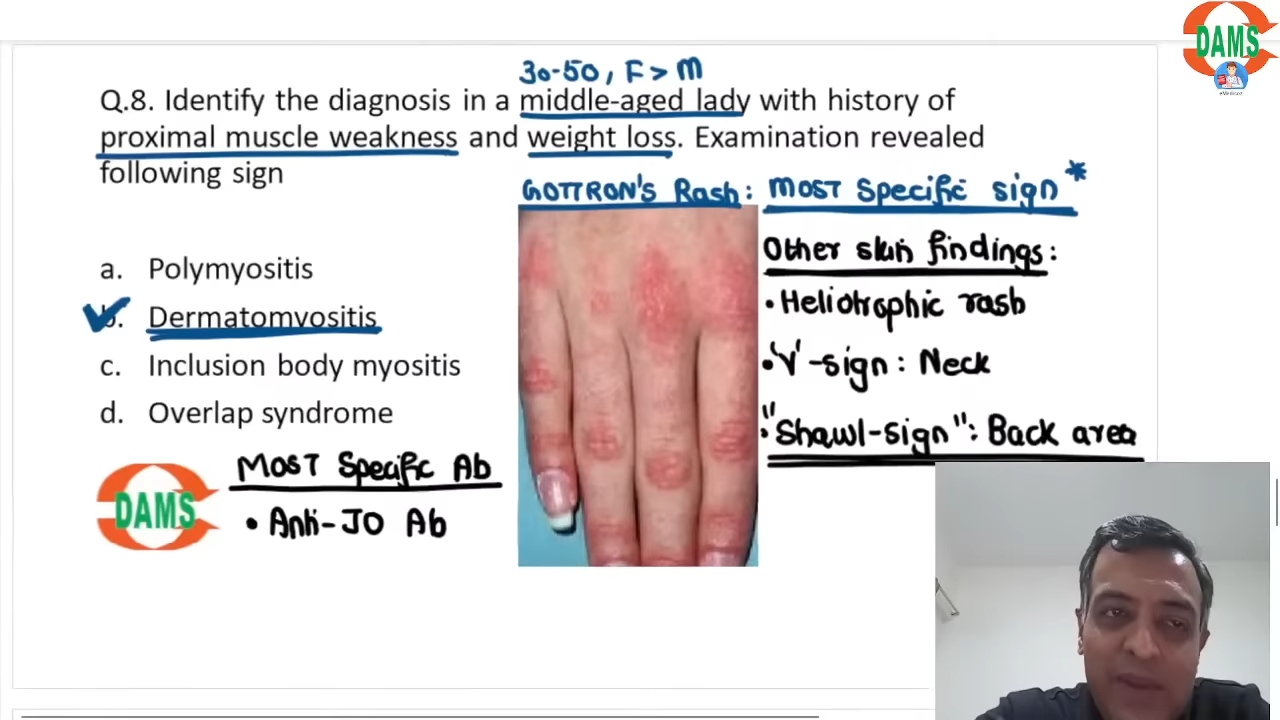 DAMS
eMedicoz
30-50, F > M
Q.8. Identify the diagnosis in a middle-aged lady with history of
proximal muscle weakness and weight loss. Examination revealed
following sign
GOTTRON'S Rash: MOST Specific sign *
Other skin findings:
a. Polymyositis
• Heliotrophic rash
b. Dermatomyositis
• 'V'-sign: Neck
c. Inclusion body myositis
d. Overlap syndrome
• "Shawl-sign": Back area
MOST Specific Ab
DAMS
• Anti-JO Ab